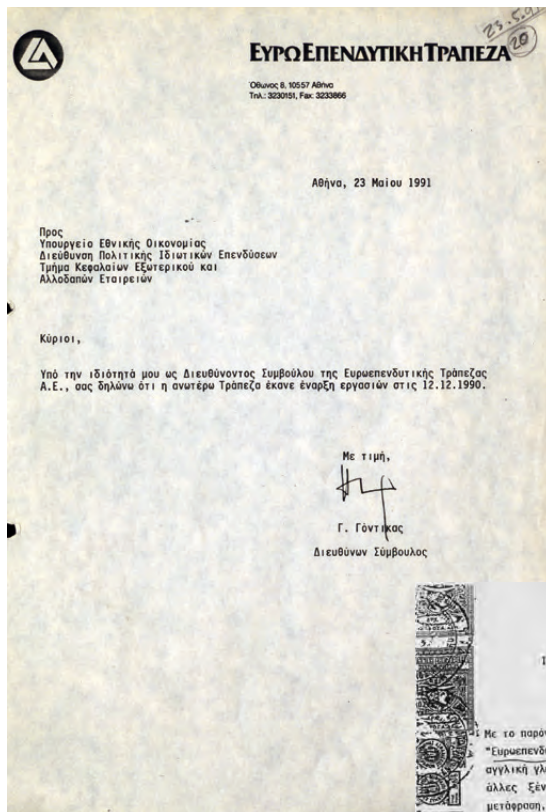 23.5.91
20
ΕΥΡΩΕΠΕΝΔΥΤΙΚΗ ΤΡΑΠΕΖΑ
Όθωνος 8, 10557 Αθήνα
Τηλ.: 3230151, Fax: 3233866
Αθήνα, 23 Μαίου 1991
Προς
Υπουργείο Εθνικής Οικονομίας
Διεύθυνση Πολιτικής Ιδιωτικών Επενδύσεων
Τμήμα Κεφαλαίων Εξωτερικού και
Αλλοδαπών Εταιρειών
Κύριοι,
Υπό την ιδιότητά μου ως Διευθύνοντος Συμβούλου της Ευρωεπενδυτικής Τράπεζας
Α.Ε., σας δηλώνω ότι η ανωτέρω Τράπεζα έκανε έναρξη εργασιών στις 12.12.1990.
Με τιμή,
Γ. Γόντικας
Διευθύνων Σύμβουλος
Με το παρόν
"Ευρωεπενδυ
αγγλική γλ
άλλες ξέν
μετάφραση,